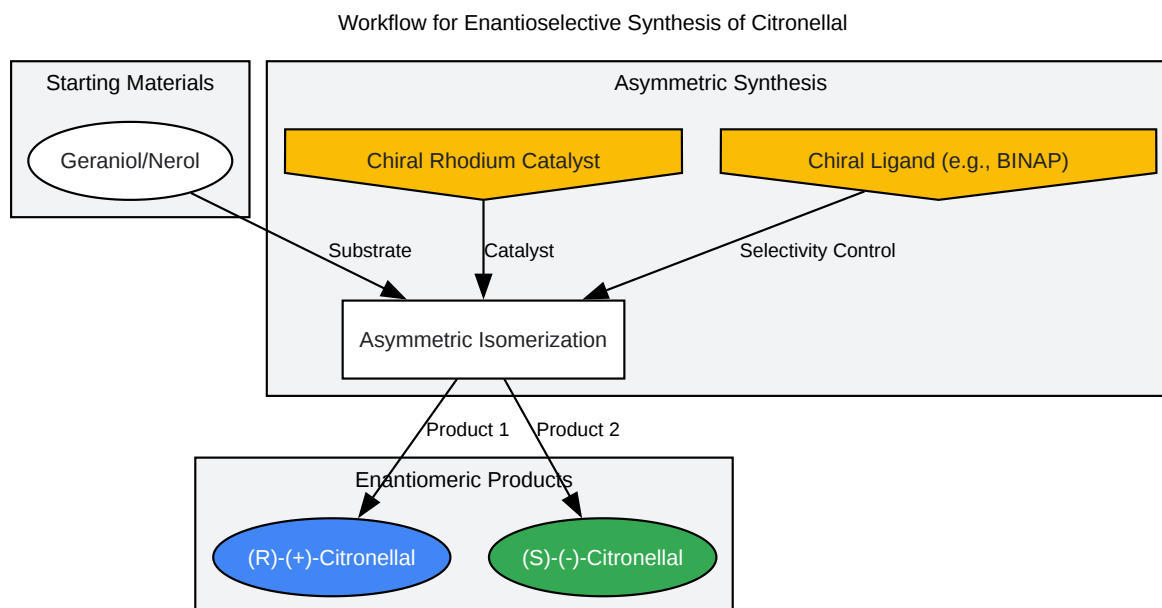 Workflow for Enantioselective Synthesis of Citronellal
Starting Materials
Asymmetric Synthesis
Geraniol/Nerol
Chiral Rhodium Catalyst
Chiral Ligand (e.g., BINAP)
Substrate
Catalyst
Selectivity Control
Asymmetric Isomerization
Product 1
Product 2
Enantiomeric Products
(R)-(+)-Citronellal
(S)-(-)-Citronellal